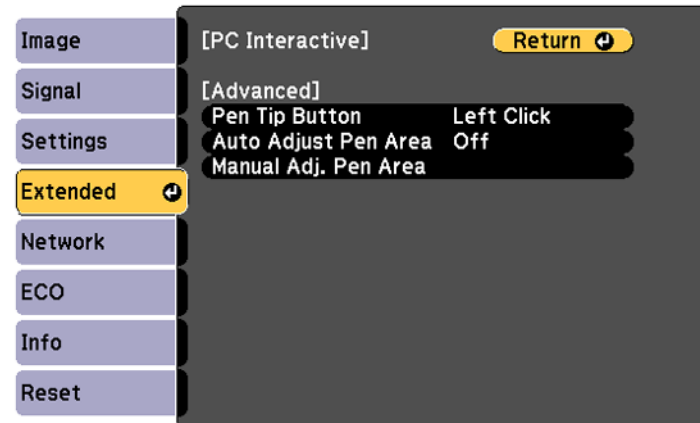 Image
Signal
Settings
Extended
Network
ECO
Info
Reset
[PC Interactive] Return
[Advanced]
Pen Tip Button Left Click
Auto Adjust Pen Area Off
Manual Adj. Pen Area